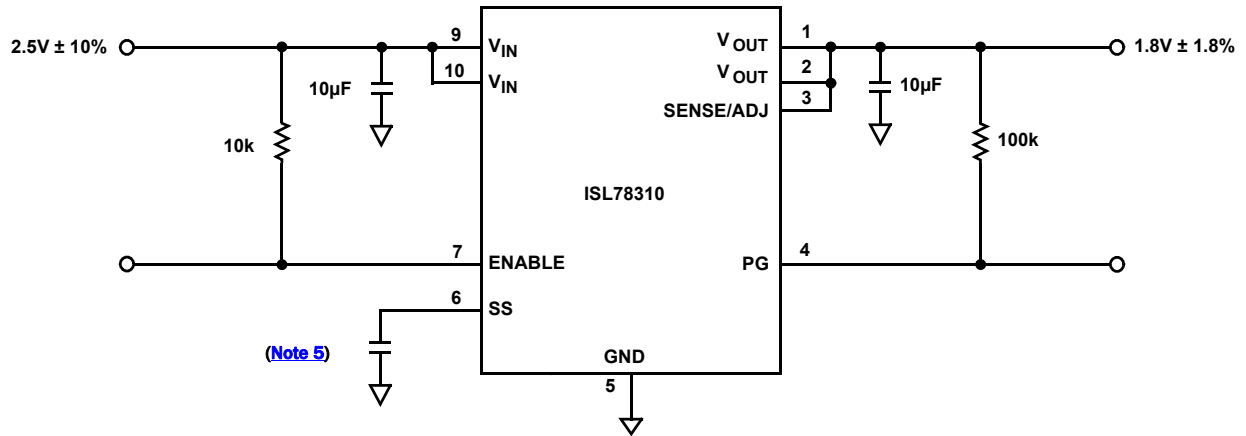 2.5V ± 10%
9
VIN
10
VIN
10µF
10k
7
ENABLE
6
SS
(Note 5)
ISL78310
GND
5
VOUT
1
VOUT
2
SENSE/ADJ
3
10µF
1.8V ± 1.8%
100k
PG
4